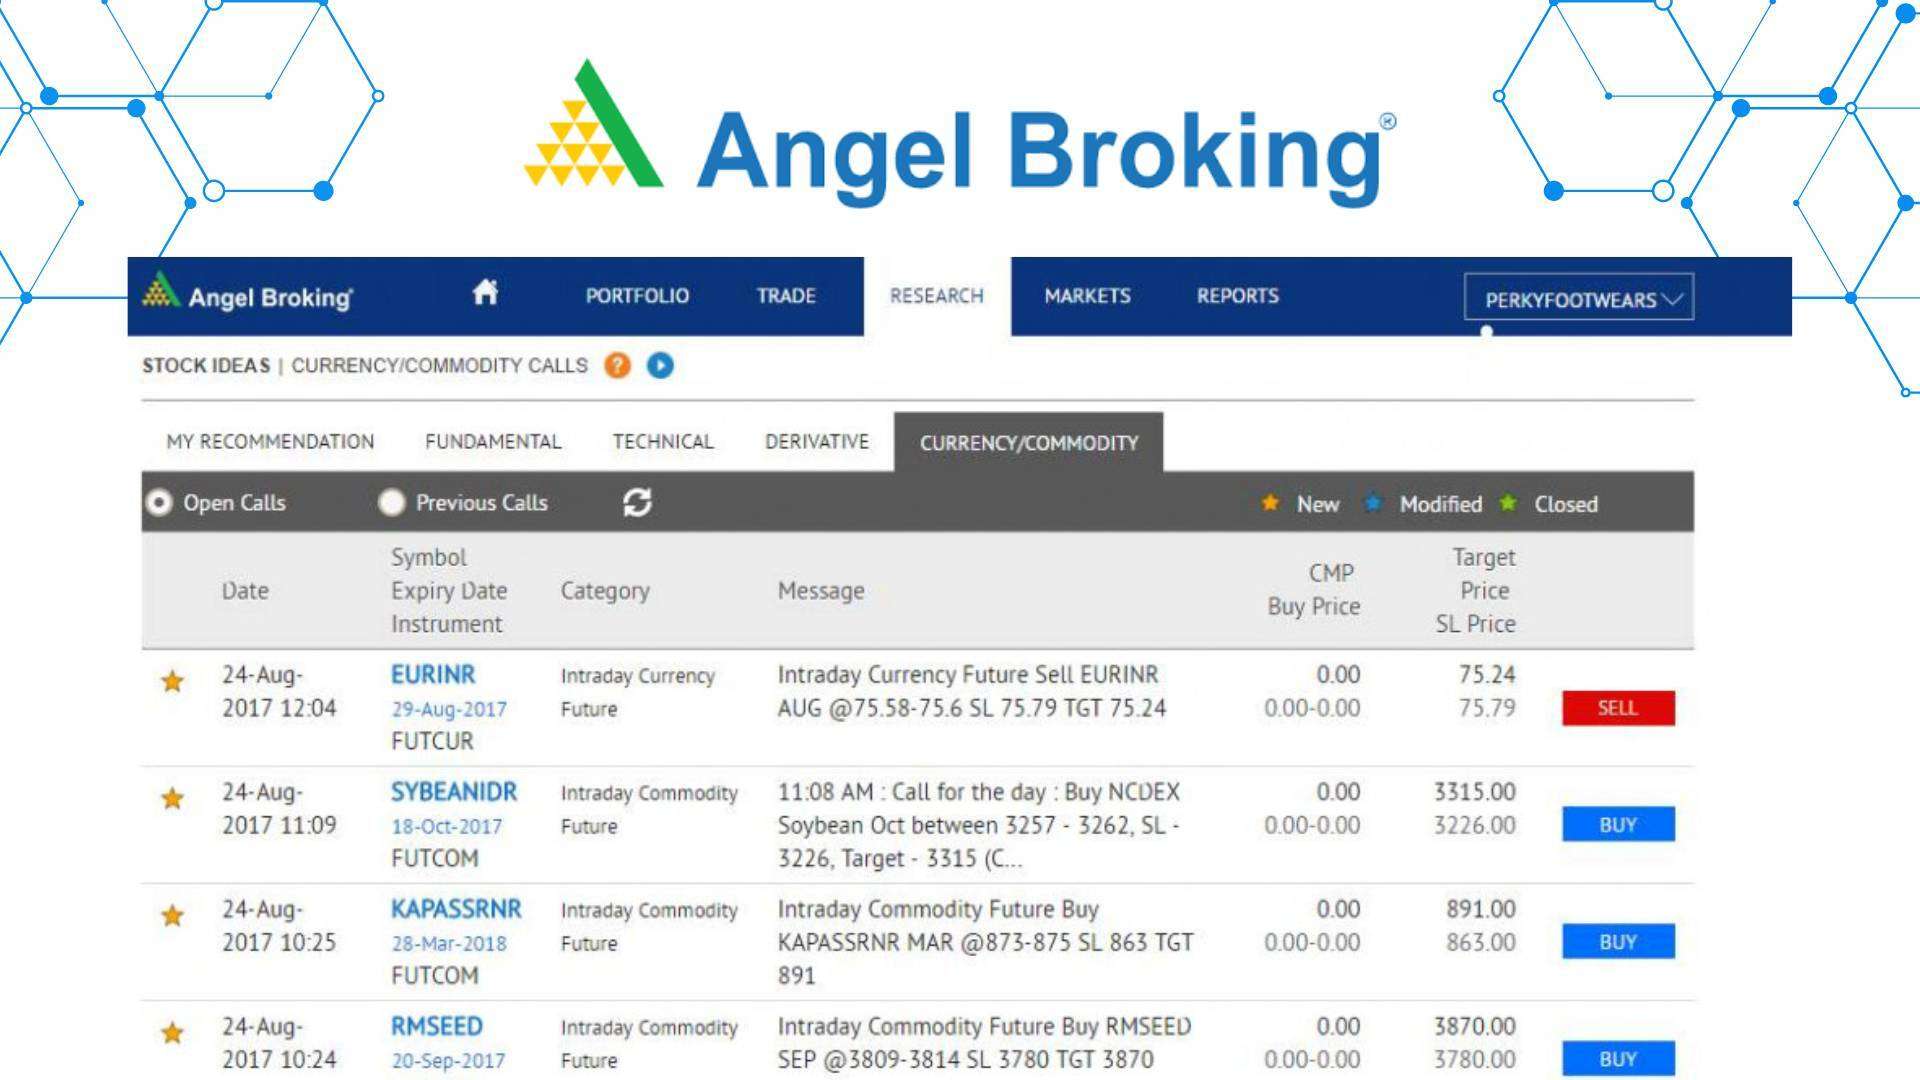 Angel Broking®
Angel Broking
PORTFOLIO
TRADE
RESEARCH
MARKETS
REPORTS
PERKYFOOTWEARS
STOCK IDEAS | CURRENCY/COMMODITY CALLS ?
MY RECOMMENDATION
FUNDAMENTAL
TECHNICAL
DERIVATIVE
CURRENCY/COMMODITY
Open Calls
Previous Calls
New
Modified
Closed
Date
Symbol
Expiry Date
Instrument
Category
Message
CMP
Buy Price
Target
Price
SL Price
24-Aug-
2017 12:04
EURINR
29-Aug-2017
FUTCUR
Intraday Currency
Future
Intraday Currency Future Sell EURINR
AUG @75.58-75.6 SL 75.79 TGT 75.24
0.00
0.00-0.00
75.24
75.79
SELL
24-Aug-
2017 11:09
SYBEANIDR
18-Oct-2017
FUTCOM
Intraday Commodity
Future
11:08 AM : Call for the day : Buy NCDEX
Soybean Oct between 3257 - 3262, SL -
3226, Target - 3315 (C...
0.00
0.00-0.00
3315.00
3226.00
BUY
24-Aug-
2017 10:25
KAPASSRNR
28-Mar-2018
FUTCOM
Intraday Commodity
Future
Intraday Commodity Future Buy
KAPASSRNR MAR @873-875 SL 863 TGT
891
0.00
0.00-0.00
891.00
863.00
BUY
24-Aug-
2017 10:24
RMSEED
20-Sep-2017
Intraday Commodity
Future
Intraday Commodity Future Buy RMSEED
SEP @3809-3814 SL 3780 TGT 3870
0.00
0.00-0.00
3870.00
3780.00
BUY